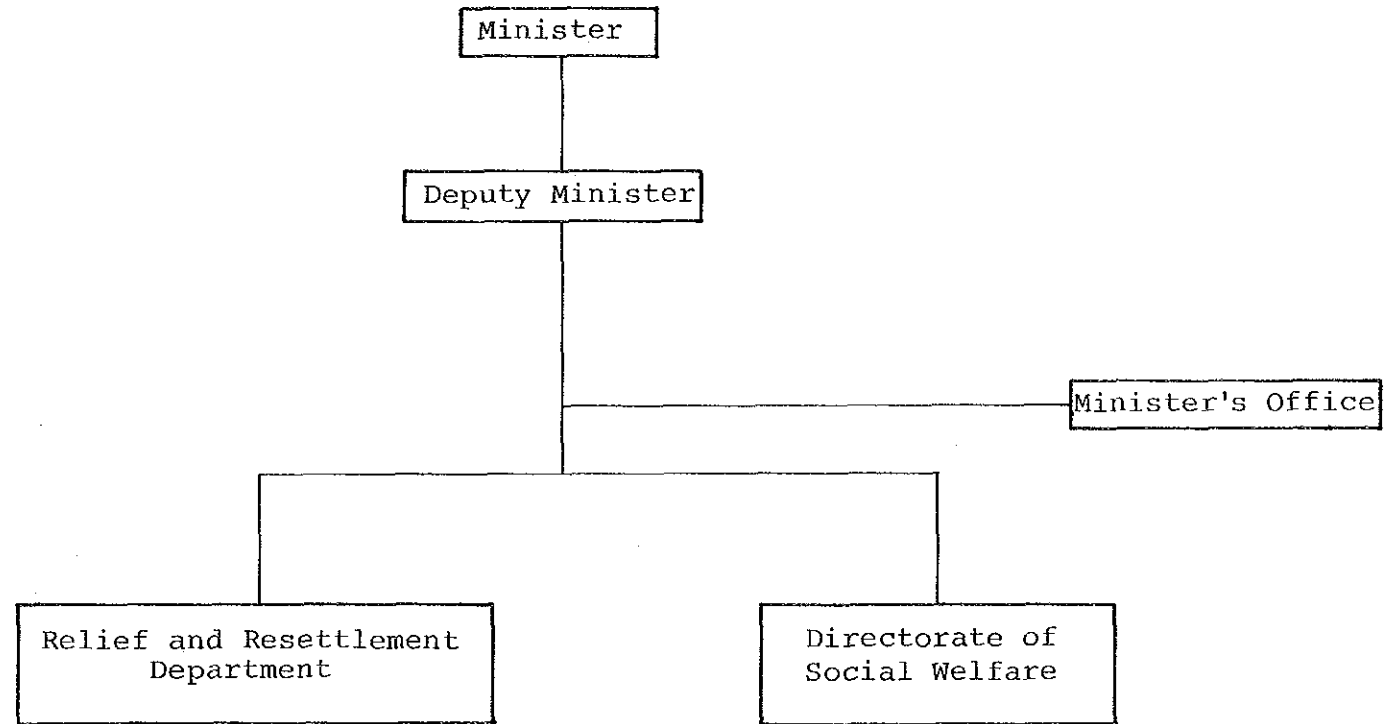 Minister
Deputy Minister
Minister's Office
Relief and Resettlement
Department
Directorate of
Social Welfare